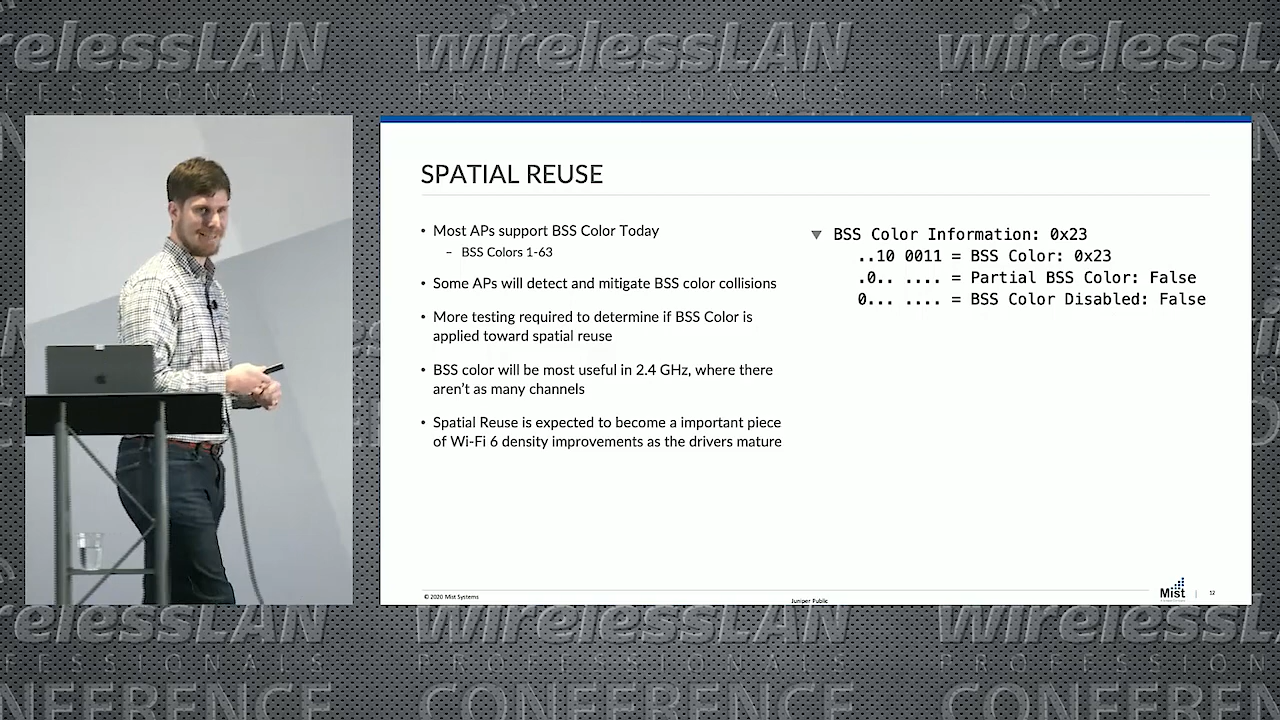 wirelessLAN
PROFESSIONALS
SPATIAL REUSE
• Most APs support BSS Color Today
– BSS Colors 1-63
• Some APs will detect and mitigate BSS color collisions
• More testing required to determine if BSS Color is
applied toward spatial reuse
• BSS color will be most useful in 2.4 GHz, where there
aren't as many channels
• Spatial Reuse is expected to become a important piece
of Wi-Fi 6 density improvements as the drivers mature
BSS Color Information: 0x23
..10 0011 = BSS Color: 0x23
.0.. .... = Partial BSS Color: False
0... .... = BSS Color Disabled: False
© 2020 Mist Systems
Juniper Public
Mist
12
wirelessLAN
PROFESSIONALS
CONFERENCE